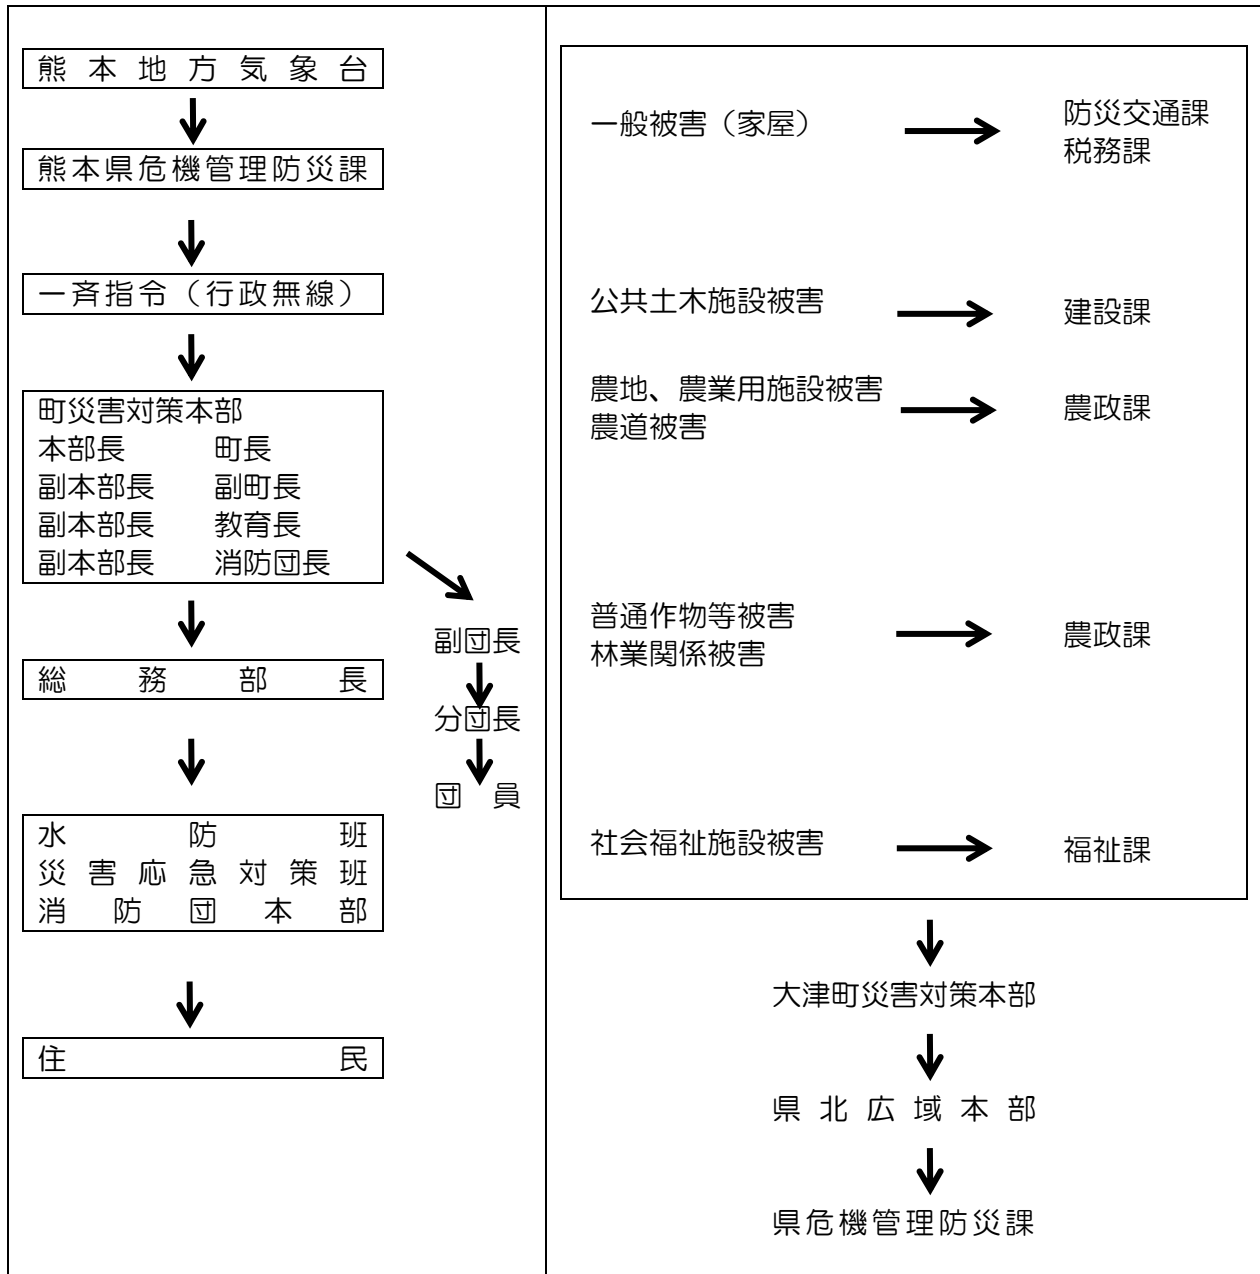 熊本地方気象台
熊本県危機管理防災課
一斉指令（行政無線）
町災害対策本部
本部長　　　町長
副本部長　　副町長
副本部長　　教育長
副本部長　　消防団長
副団長
分団長
団　員
総務部長
水防班
災害応急対策班
消防団本部
住民
一般被害（家屋）
防災交通課
税務課
公共土木施設被害
建設課
農地、農業用施設被害
農道被害
農政課
普通作物等被害
林業関係被害
農政課
社会福祉施設被害
福祉課
大津町災害対策本部
県北広域本部
県危機管理防災課